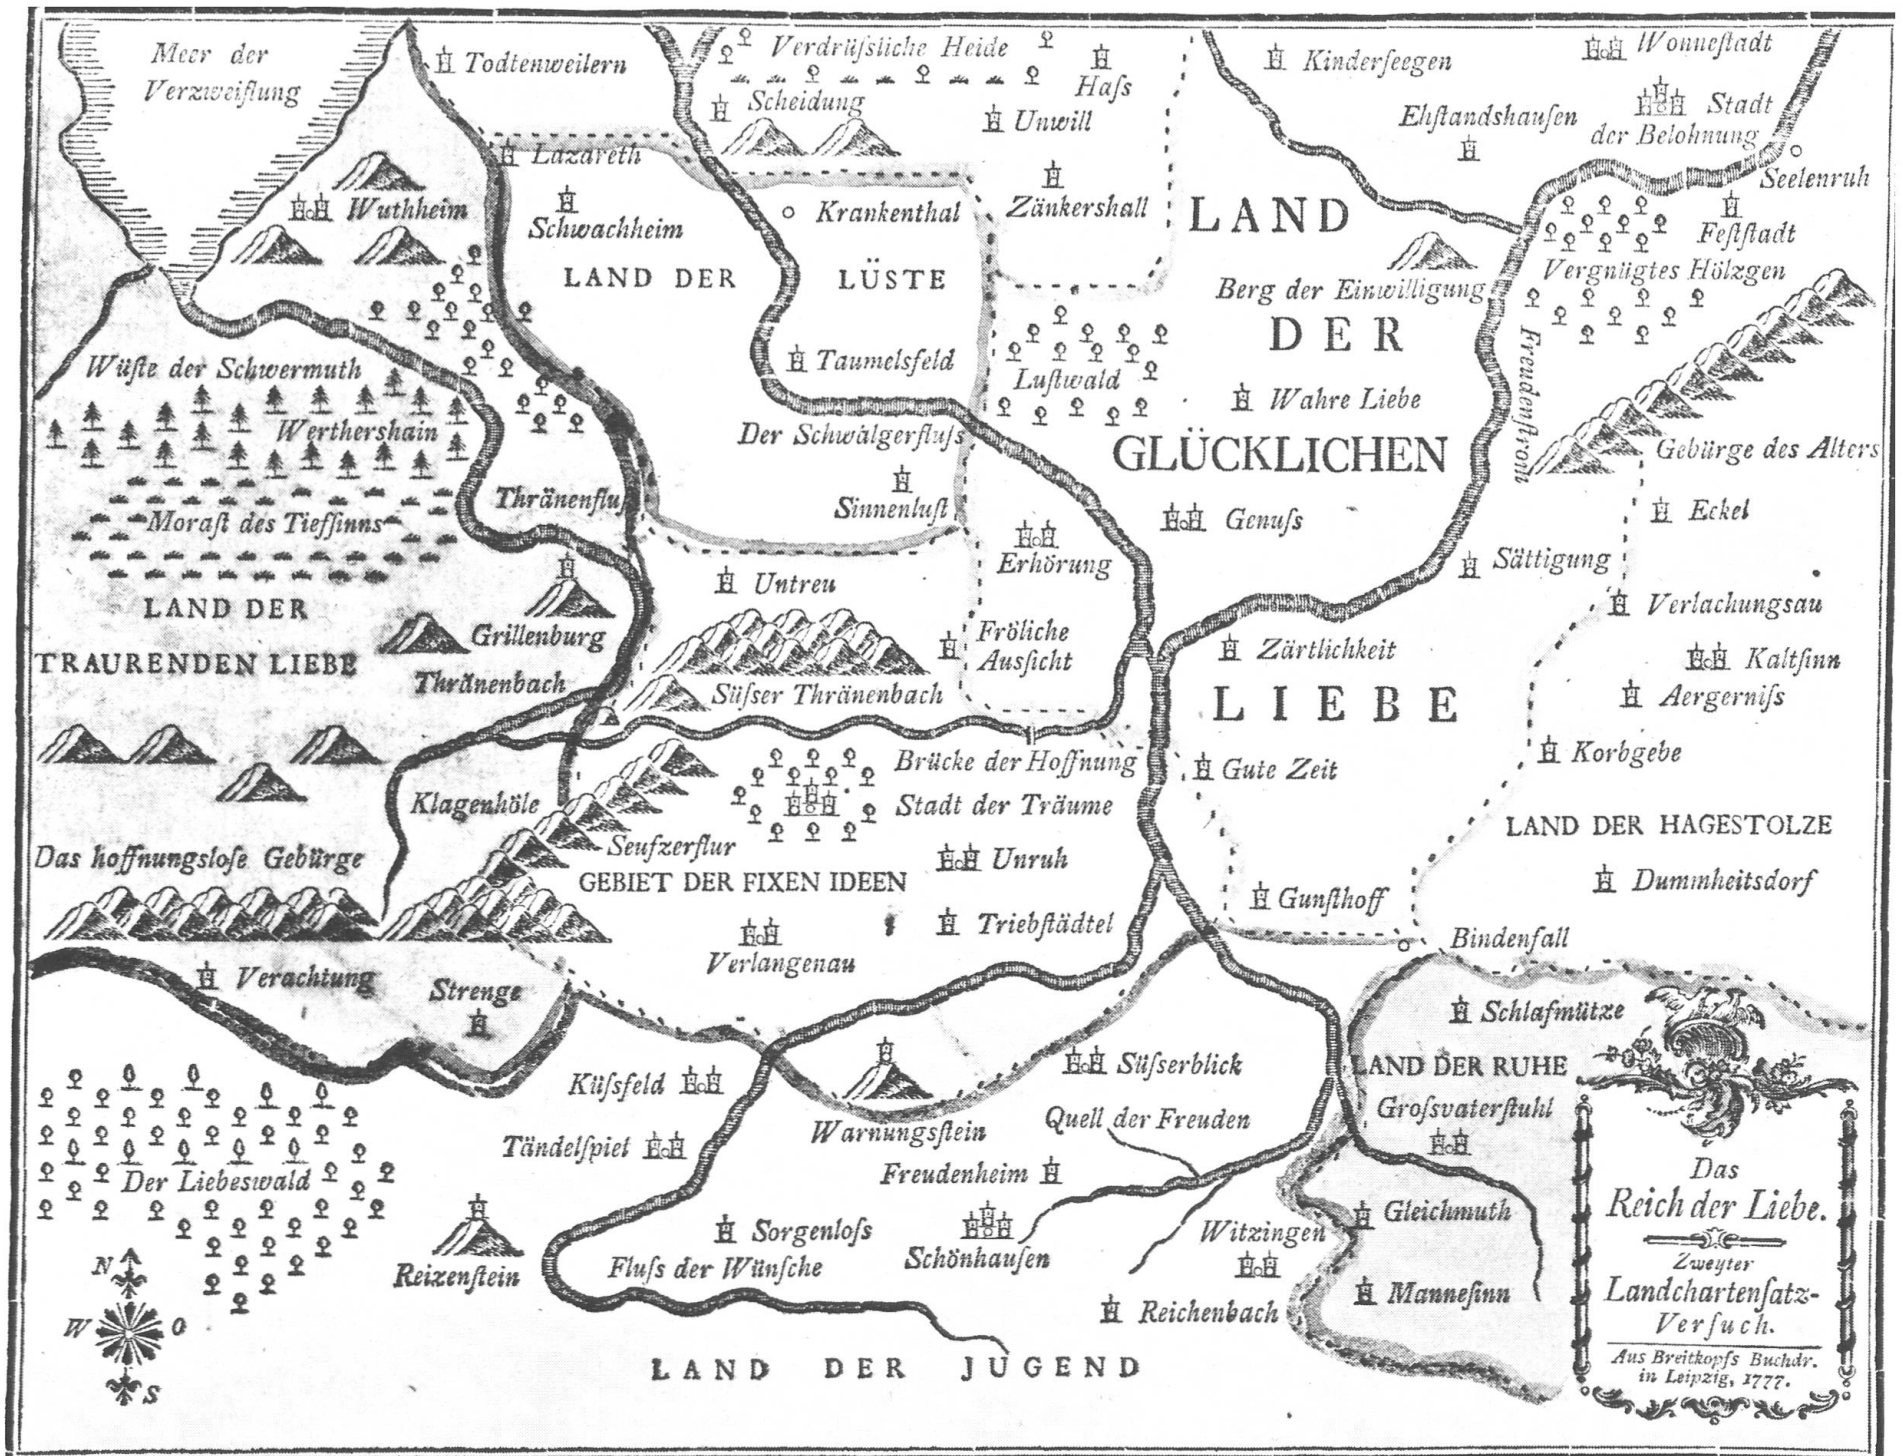 Meer der
Verzweiflung
Todtenweilern
Verdrüſsliche Heide
Haſs
Scheidung
Unwill
Kinderſeegen
Wonneſtadt
Ehſtandshauſen
Stadt
der Belohnung
Seelenruh
Lazareth
Wuthheim
Schwachheim
Krankenthal
Zänkershall
LAND
Feſtſtadt
LAND DER
LÜSTE
Berg der Einwilligung
Vergnügtes Hölzgen
DER
Freudenſtrom
Wüſte der Schwermuth
Taumelsfeld
Luſtwald
Wahre Liebe
Werthershain
Der Schwälgerfluſs
GLÜCKLICHEN
Gebürge des Alters
Thränenfluſs
Moraſt des Tiefſinns
Sinnenluſt
Genuſs
Eckel
Erhörung
Sättigung
LAND DER
TRAURENDEN LIEBE
Untreu
Verlachungsau
Grillenburg
Fröliche
Ausſicht
Zärtlichkeit
Kaltſinn
Thränenbach
Süſser Thränenbach
LIEBE
Aergerniſs
Brücke der Hoffnung
Gute Zeit
Korbgebe
Klagenhöle
Stadt der Träume
LAND DER HAGESTOLZE
Das hoffnungsloſe Gebürge
Seufzerflur
Unruh
GEBIET DER FIXEN IDEEN
Gunſthoff
Dummheitsdorf
Triebſtädtel
Verlangenau
Bindenfall
Verachtung
Strenge
Schlafmütze
Küſsfeld
Süſserblick
LAND DER RUHE
Groſsvaterſtuhl
Tändelſpiel
Warnungsſtein
Quell der Freuden
Der Liebeswald
Freudenheim
Gleichmuth
Sorgenloſs
Schönhauſen
Witzingen
Reizenſtein
Fluſs der Wünſche
Reichenbach
Manneſinn
LAND DER JUGEND
N
W O
S
Das
Reich der Liebe.
Zweyter
Landchartenſatz-
Verſuch.
Aus Breitkopfs Buchdr.
in Leipzig, 1777.